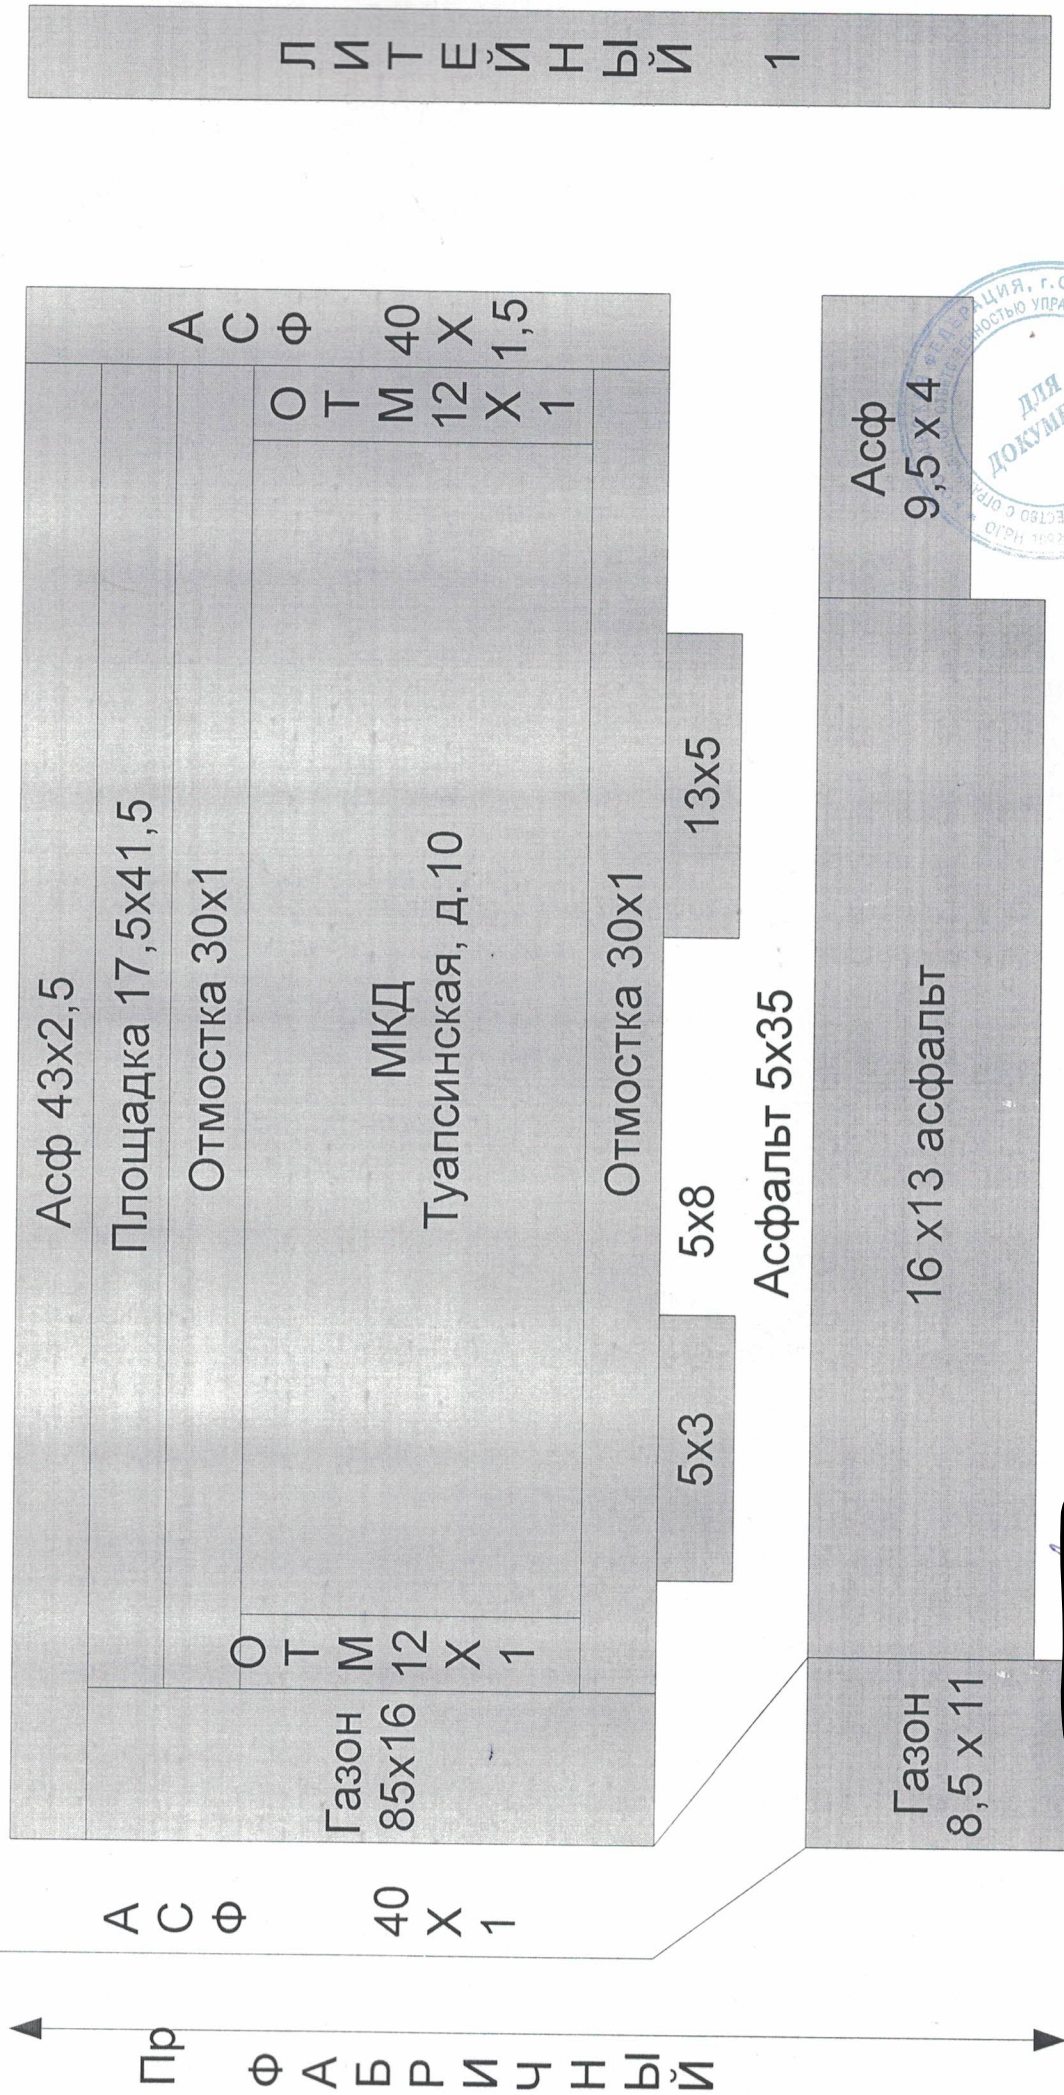 Асф 43х2,5
Площадка 17,5х41,5
Отмостка 30х1
МКД
Туапсинская, д.10
ОТМ 12 Х 1
ОТМ 12 Х 1
Отмостка 30х1
АСФ 40 Х 1,5
Газон
85х16
АСФ 40 Х 1
Пр ФАБРИЧНЫЙ
ЛИТЕЙНЫЙ 1
5х3
5х8
13х5
Асфальт 5х35
Газон
8,5 х 11
16 х13 асфальт
Асф
9,5 х 4
ДЛЯ